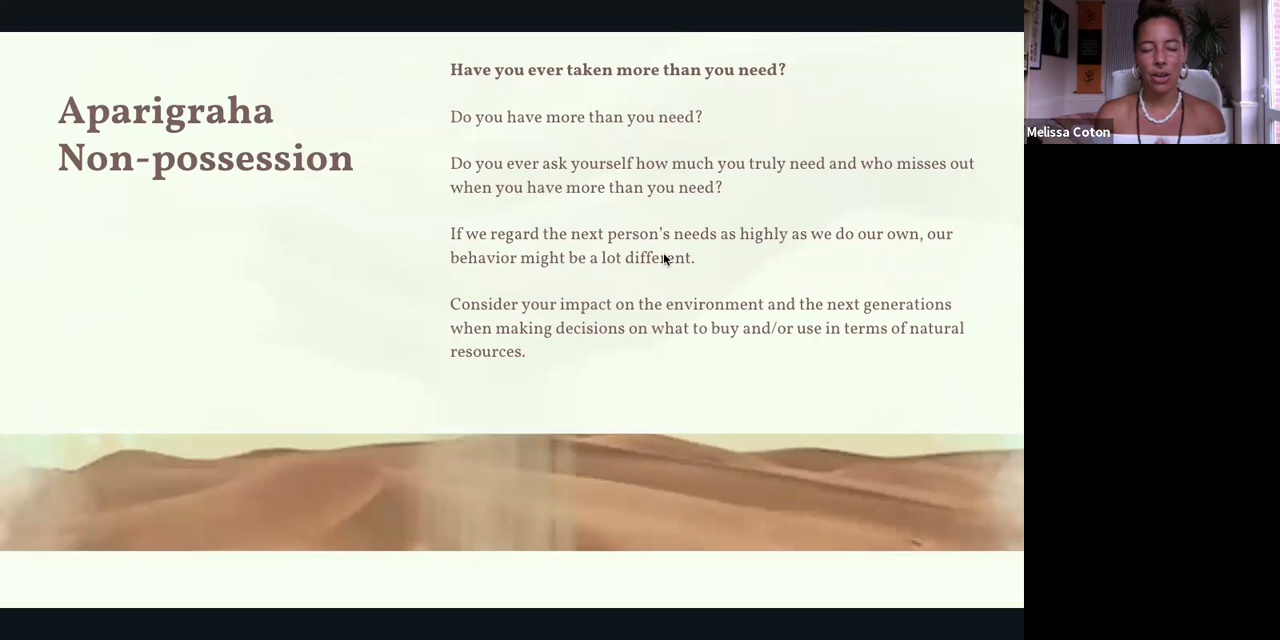 Aparigraha
Non-possession
Have you ever taken more than you need?
Do you have more than you need?
Do you ever ask yourself how much you truly need and who misses out
when you have more than you need?
If we regard the next person's needs as highly as we do our own, our
behavior might be a lot different.
Consider your impact on the environment and the next generations
when making decisions on what to buy and/or use in terms of natural
resources.
Melissa Coton